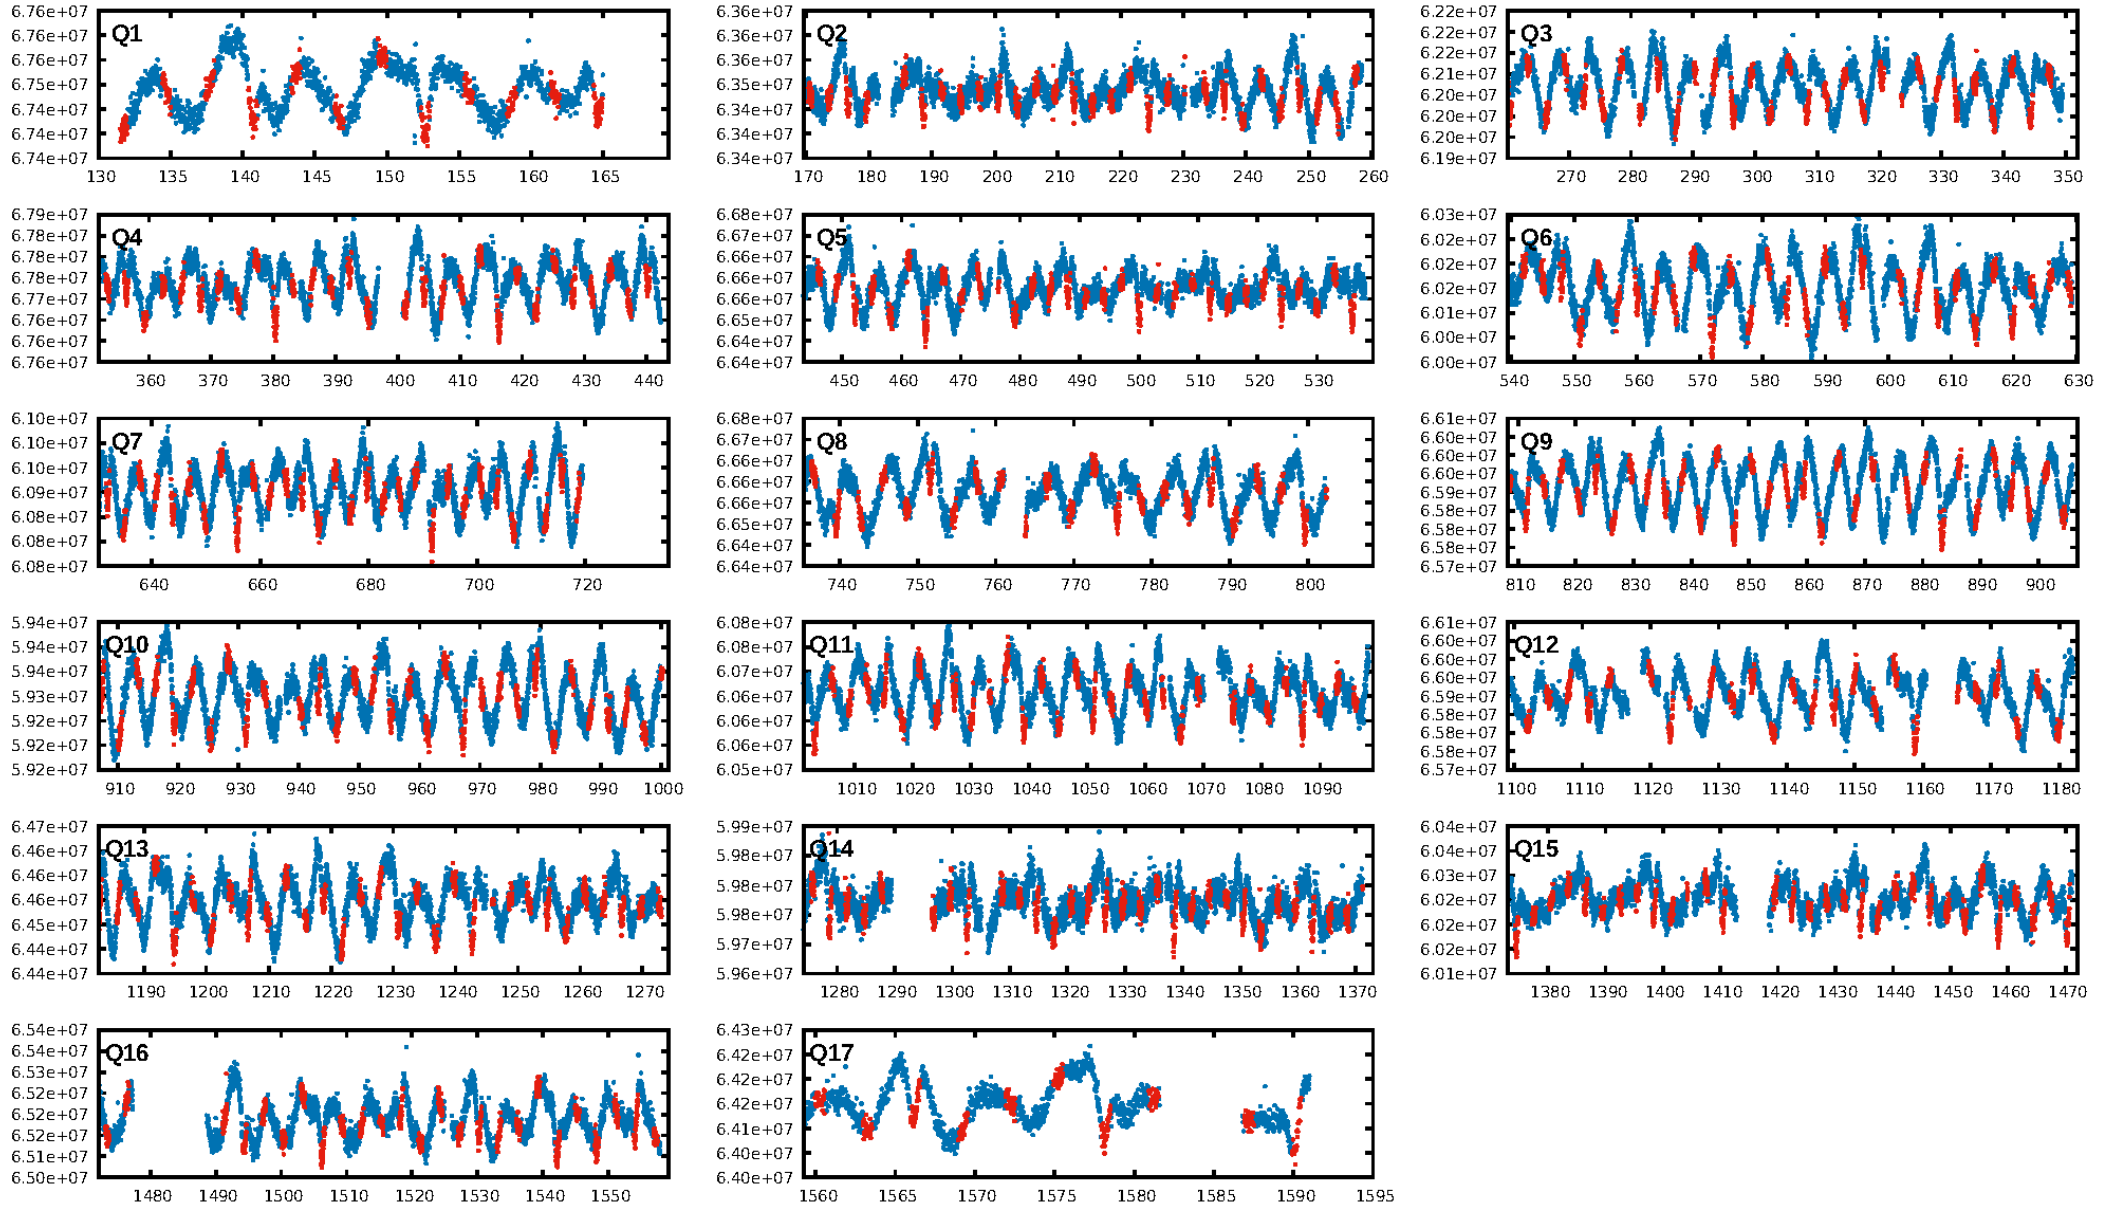 6.76e+07 6.76e+07 6.75e+07 6.74e+07 6.74e+07 6.74e+07
Q1
130 135 140 145 150 155 160 165
6.36e+07 6.36e+07 6.35e+07 6.34e+07 6.34e+07 6.34e+07
Q2
170 180 190 200 210 220 230 240 250 260
6.22e+07 6.22e+07 6.21e+07 6.20e+07 6.20e+07 6.20e+07 6.19e+07
Q3
270 280 290 300 310 320 330 340 350
6.79e+07 6.78e+07 6.78e+07 6.77e+07 6.77e+07 6.76e+07 6.76e+07 6.76e+07
Q4
360 370 380 390 400 410 420 430 440
6.68e+07 6.67e+07 6.67e+07 6.66e+07 6.66e+07 6.65e+07 6.64e+07 6.64e+07
Q5
450 460 470 480 490 500 510 520 530
6.03e+07 6.02e+07 6.02e+07 6.02e+07 6.01e+07 6.00e+07 6.00e+07
Q6
540 550 560 570 580 590 600 610 620 630
6.10e+07 6.10e+07 6.10e+07 6.09e+07 6.08e+07 6.08e+07 6.08e+07
Q7
640 660 680 700 720
6.68e+07 6.67e+07 6.66e+07 6.66e+07 6.65e+07 6.64e+07 6.64e+07
Q8
740 750 760 770 780 790 800
6.61e+07 6.60e+07 6.60e+07 6.59e+07 6.59e+07 6.58e+07 6.58e+07 6.58e+07 6.57e+07
Q9
810 820 830 840 850 860 870 880 890 900
5.94e+07 5.94e+07 5.94e+07 5.93e+07 5.92e+07 5.92e+07 5.92e+07
Q10
910 920 930 940 950 960 970 980 990 1000
6.08e+07 6.08e+07 6.07e+07 6.06e+07 6.06e+07 6.06e+07 6.05e+07
Q11
1010 1020 1030 1040 1050 1060 1070 1080 1090
6.61e+07 6.60e+07 6.60e+07 6.59e+07 6.59e+07 6.58e+07 6.58e+07 6.58e+07 6.57e+07
Q12
1100 1110 1120 1130 1140 1150 1160 1170 1180
6.47e+07 6.46e+07 6.46e+07 6.46e+07 6.45e+07 6.44e+07 6.44e+07
Q13
1190 1200 1210 1220 1230 1240 1250 1260 1270
5.99e+07 5.98e+07 5.98e+07 5.98e+07 5.97e+07 5.96e+07
Q14
1280 1290 1300 1310 1320 1330 1340 1350 1360 1370
6.04e+07 6.04e+07 6.03e+07 6.02e+07 6.02e+07 6.01e+07
Q15
1380 1390 1400 1410 1420 1430 1440 1450 1460 1470
6.54e+07 6.54e+07 6.53e+07 6.52e+07 6.52e+07 6.52e+07 6.51e+07 6.50e+07
Q16
1480 1490 1500 1510 1520 1530 1540 1550
6.43e+07 6.42e+07 6.42e+07 6.42e+07 6.41e+07 6.40e+07 6.40e+07
Q17
1560 1565 1570 1575 1580 1585 1590 1595